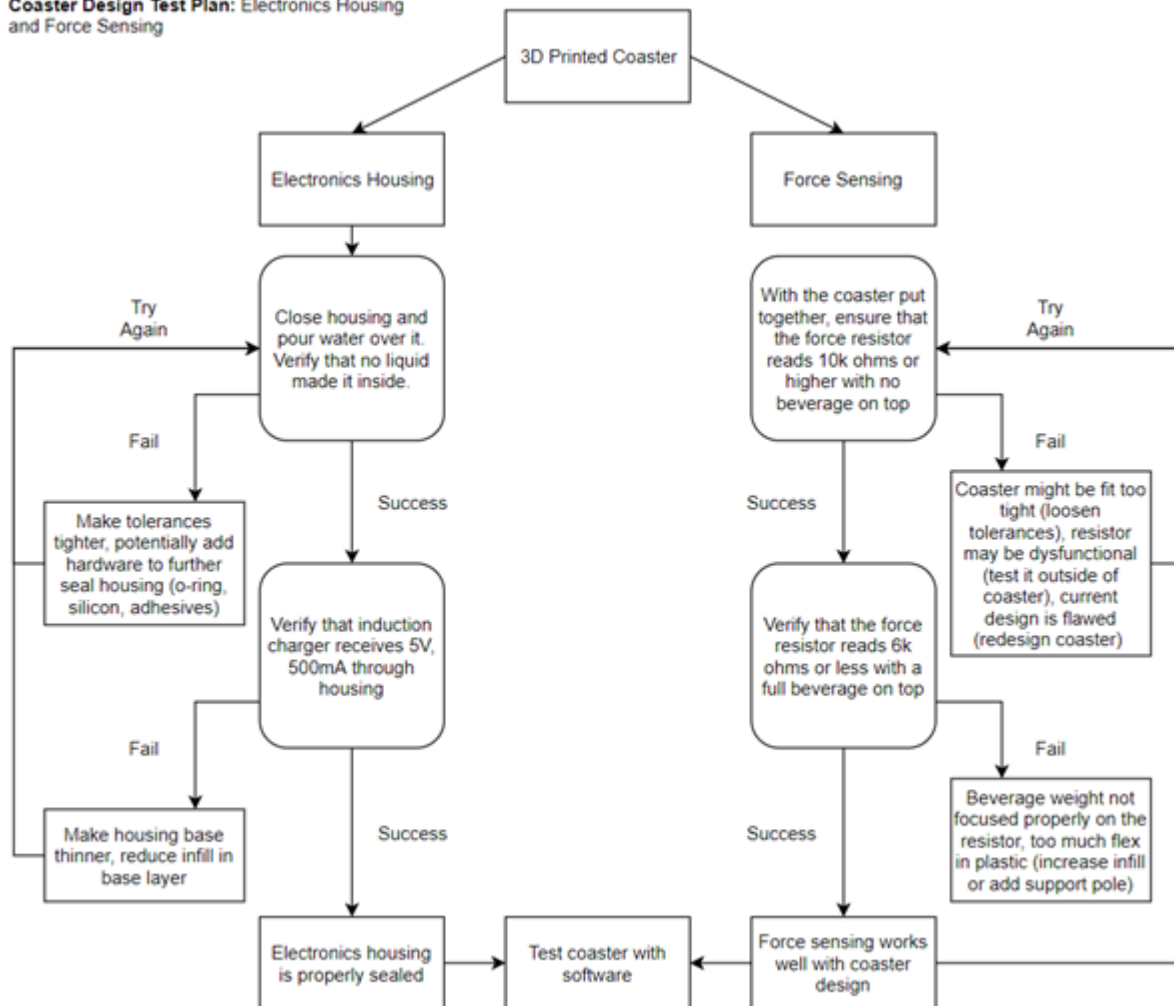 Coaster Design Test Plan: Electronics Housing
and Force Sensing
3D Printed Coaster
Electronics Housing
Force Sensing
Close housing and
pour water over it.
Verify that no liquid
made it inside.
With the coaster put
together, ensure that
the force resistor
reads 10k ohms or
higher with no
beverage on top
Try
Again
Try
Again
Fail
Fail
Success
Success
Make tolerances
tighter, potentially add
hardware to further
seal housing (o-ring,
silicon, adhesives)
Coaster might be fit too
tight (loosen
tolerances), resistor
may be dysfunctional
(test it outside of
coaster), current
design is flawed
(redesign coaster)
Verify that induction
charger receives 5V,
500mA through
housing
Verify that the force
resistor reads 6k
ohms or less with a
full beverage on top
Fail
Fail
Success
Success
Make housing base
thinner, reduce infill in
base layer
Beverage weight not
focused properly on the
resistor, too much flex
in plastic (increase infill
or add support pole)
Electronics housing
is properly sealed
Test coaster with
software
Force sensing works
well with coaster
design